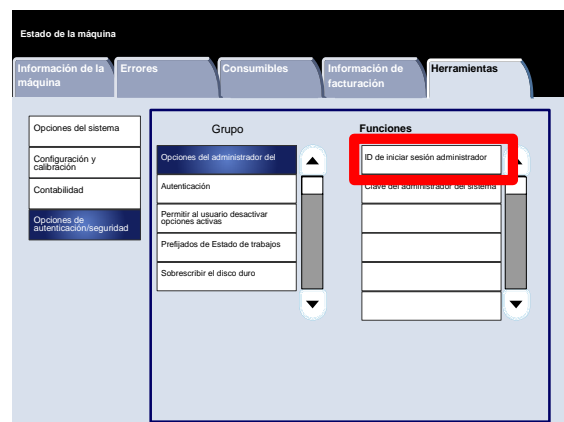 Estado de la máquina
Información de la
máquina
Errores
Consumibles
Información de
facturación
Herramientas
Opciones del sistema
Configuración y
calibración
Contabilidad
Opciones de
autenticación/seguridad
Grupo
Opciones del administrador del
Autenticación
Permitir al usuario desactivar
opciones activas
Prefijados de Estado de trabajos
Sobrescribir el disco duro
Funciones
ID de iniciar sesión administrador
Clave del administrador del sistema